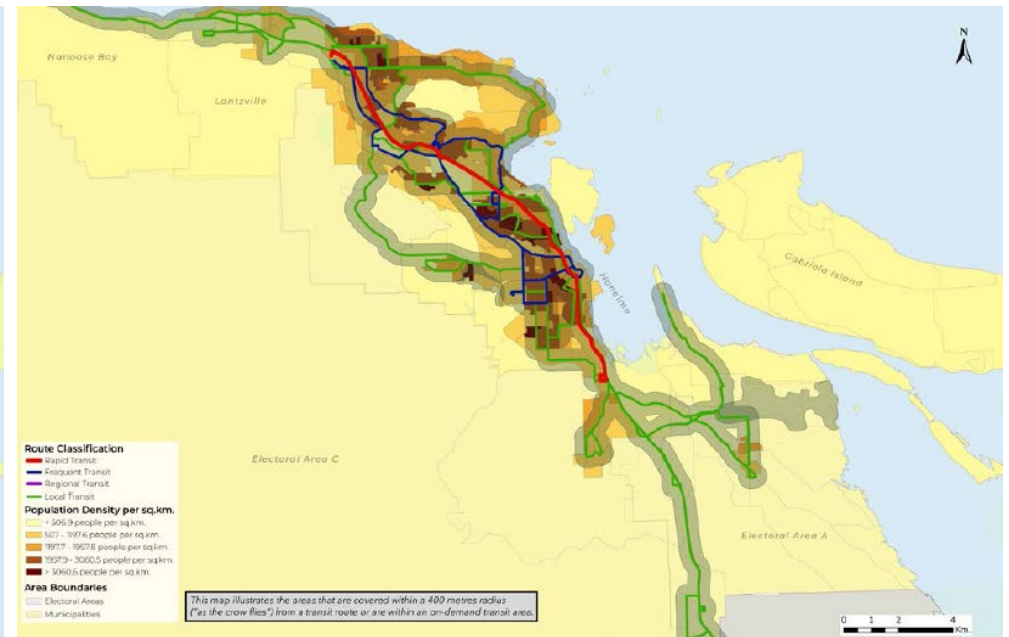 N
Nanoose Bay
Lantzville
Gabriola Island
Nanaimo
Electoral Area C
Electoral Area A
Route Classification
Rapid Transit
Frequent Transit
Regional Transit
Local Transit
Population Density per sq.km.
< 506.9 people per sq.km.
507 - 1197.6 people per sq.km.
1197.7 - 1957.8 people per sq.km.
1957.9 - 3060.5 people per sq.km.
> 3060.6 people per sq.km.
Area Boundaries
Electoral Areas
Municipalities
This map illustrates the areas that are covered within a 400 metres radius
("as the crow flies") from a transit route or are within an on-demand transit area.
0 1 2 4
Km.